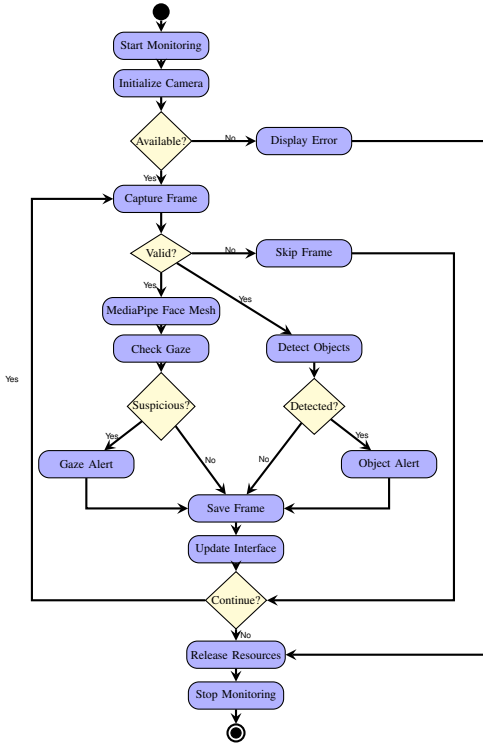 Start Monitoring
Initialize Camera
Available?
No
Display Error
Yes
Capture Frame
Valid?
No
Skip Frame
Yes
Yes
MediaPipe Face Mesh
Check Gaze
Detect Objects
Yes
Suspicious?
Detected?
Yes
No
No
Yes
Gaze Alert
Object Alert
Save Frame
Update Interface
Continue?
No
Release Resources
Stop Monitoring